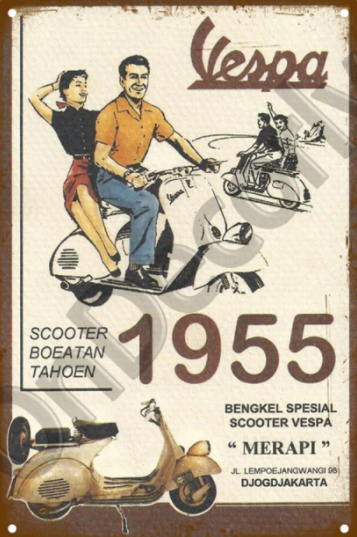 Vespa
SCOOTER
BOEATAN
TAHOEN
1955
BENGKEL SPESIAL
SCOOTER VESPA
“ MERAPI ”
JL. LEMPOEJANGWANGI 98
DJOGDJAKARTA